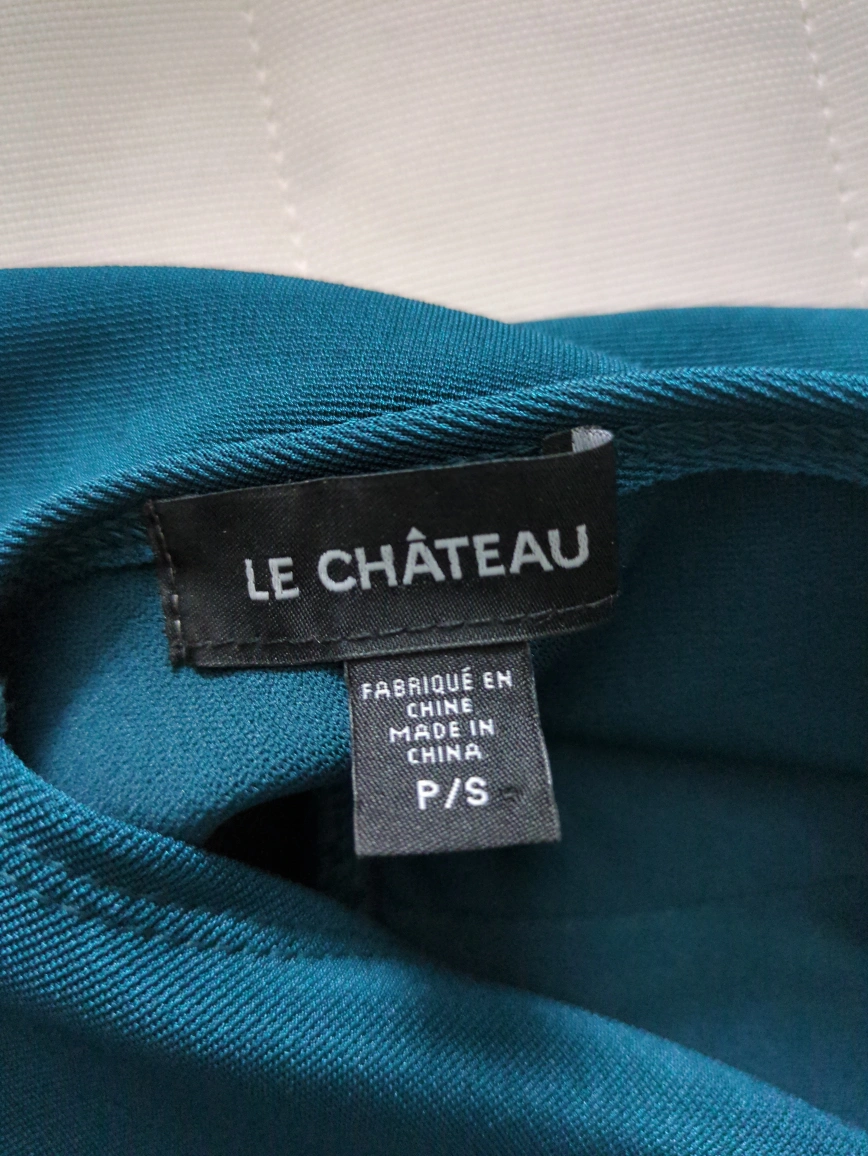 LE CHÂTEAU
FABRIQUÉ EN
CHINE
MADE IN
CHINA
P/S